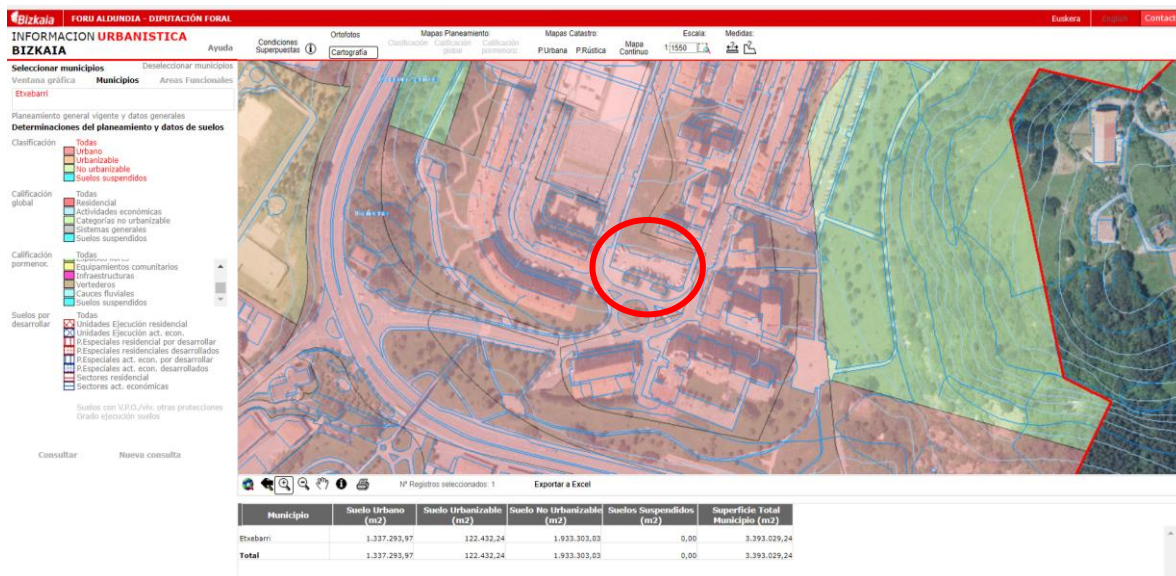 Bizkaia FORU ALDUNDIA - DIPUTACIÓN FORAL Euskera English Contact
INFORMACION URBANISTICA
BIZKAIA Ayuda
Condiciones Superpuestas
Ortofotos
Cartografía
Mapas Planeamiento:
Clasificación Calificación global Calificación pormenoriz.
Mapas Catastro:
P.Urbana P.Rústica Mapa Continuo
Escala:
1: 1550
Medidas:
Seleccionar municipios Deseleccionar municipios
Ventana gráfica Municipios Areas Funcionales
Etxebarri
Planeamiento general vigente y datos generales
Determinaciones del planeamiento y datos de suelos
Clasificación Todas
Urbano
Urbanizable
No urbanizable
Suelos suspendidos
Calificación global Todas
Residencial
Actividades económicas
Categorías no urbanizable
Sistemas generales
Suelos suspendidos
Calificación pormenor. Todas
Espacios libres
Equipamientos comunitarios
Infraestructuras
Vertederos
Cauces fluviales
Suelos suspendidos
Suelos por desarrollar Todas
Unidades Ejecución residencial
Unidades Ejecución act. econ.
P.Especiales residencial por desarrollar
P.Especiales residenciales desarrollados
P.Especiales act. econ. por desarrollar
P.Especiales act. econ. desarrollados
Sectores residencial
Sectores act. económicas
Suelos con V.P.O./viv. otras protecciones
Grado ejecución suelos
Consultar Nueva consulta
Nº Registros seleccionados: 1 Exportar a Excel
Municipio Suelo Urbano (m2) Suelo Urbanizable (m2) Suelo No Urbanizable (m2) Suelos Suspendidos (m2) Superficie Total Municipio (m2)
Etxebarri 1.337.293,97 122.432,24 1.933.303,03 0,00 3.393.029,24
Total 1.337.293,97 122.432,24 1.933.303,03 0,00 3.393.029,24